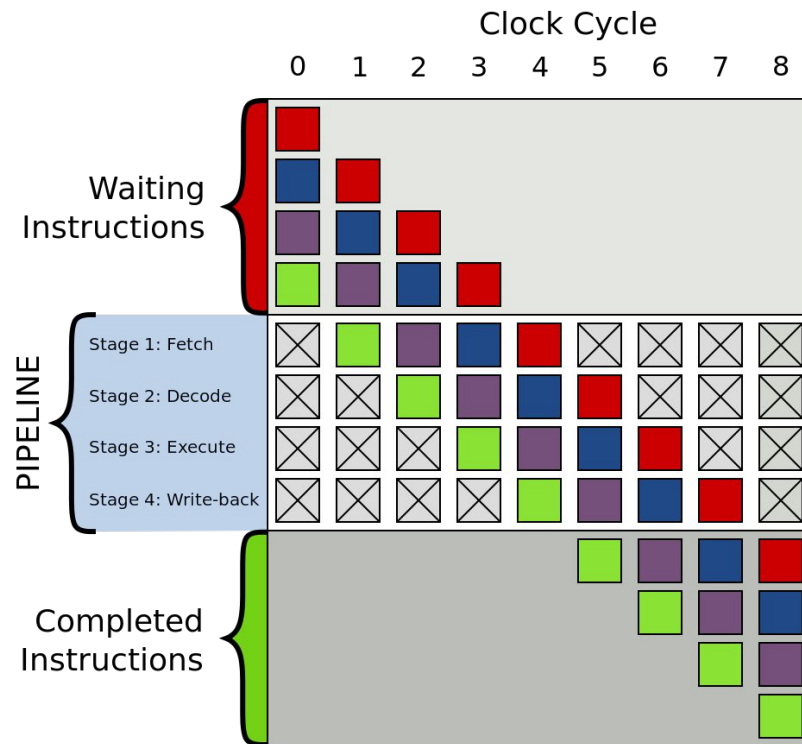 Clock Cycle
0 1 2 3 4 5 6 7 8
Waiting
Instructions
PIPELINE
Stage 1: Fetch
Stage 2: Decode
Stage 3: Execute
Stage 4: Write-back
Completed
Instructions